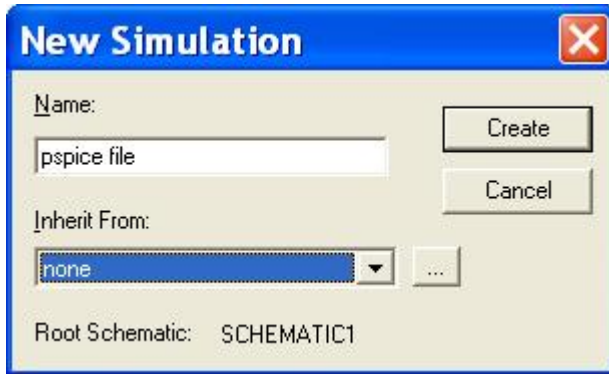 New Simulation
Name:
Create
pspice file
Cancel
Inherit From:
none
...
Root Schematic: SCHEMATIC1